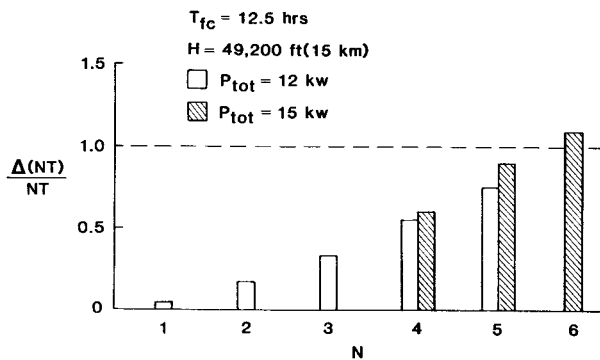 T_fc = 12.5 hrs
H = 49,200 ft(15 km)
P_tot = 12 kw
P_tot = 15 kw
1.5
1.0
Δ(NT)
NT
0.5
0
1 2 3 4 5 6
N